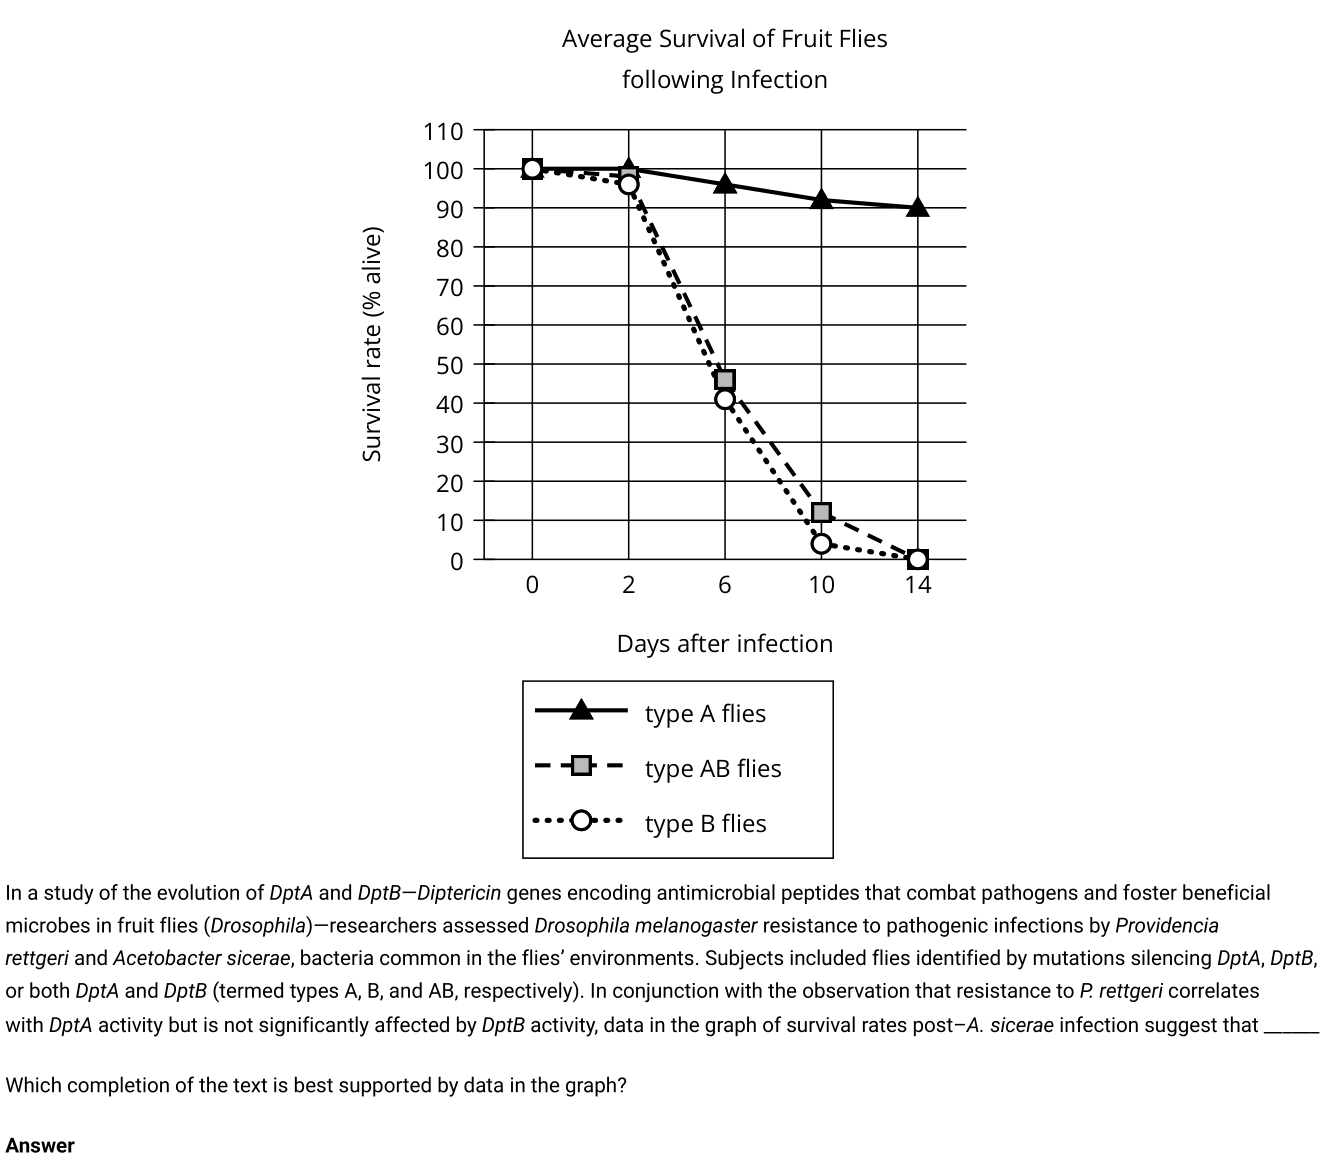 Average Survival of Fruit Flies
following Infection
110
100
90
80
70
60
50
40
30
20
10
0
Survival rate (% alive)
0 2 6 10 14
Days after infection
type A flies
type AB flies
type B flies
In a study of the evolution of DptA and DptB—Diptericin genes encoding antimicrobial peptides that combat pathogens and foster beneficial
microbes in fruit flies (Drosophila)—researchers assessed Drosophila melanogaster resistance to pathogenic infections by Providencia
rettgeri and Acetobacter sicerae, bacteria common in the flies’ environments. Subjects included flies identified by mutations silencing DptA, DptB,
or both DptA and DptB (termed types A, B, and AB, respectively). In conjunction with the observation that resistance to P. rettgeri correlates
with DptA activity but is not significantly affected by DptB activity, data in the graph of survival rates post–A. sicerae infection suggest that ______
Which completion of the text is best supported by data in the graph?
Answer